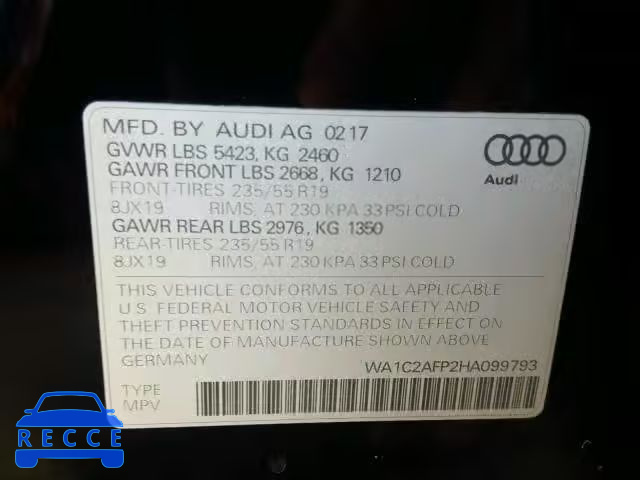 MFD. BY AUDI AG 0217
GVWR LBS 5423, KG 2460
GAWR FRONT LBS 2668, KG 1210
FRONT-TIRES 235/55 R19
8JX19 RIMS, AT 230 KPA 33 PSI COLD
GAWR REAR LBS 2976, KG 1350
REAR-TIRES 235/55 R19
8JX19 RIMS, AT 230 KPA 33 PSI COLD
Audi
THIS VEHICLE CONFORMS TO ALL APPLICABLE
U.S. FEDERAL MOTOR VEHICLE SAFETY AND
THEFT PREVENTION STANDARDS IN EFFECT ON
THE DATE OF MANUFACTURE SHOWN ABOVE
GERMANY WA1C2AFP2HA099793
TYPE
MPV
RECCE